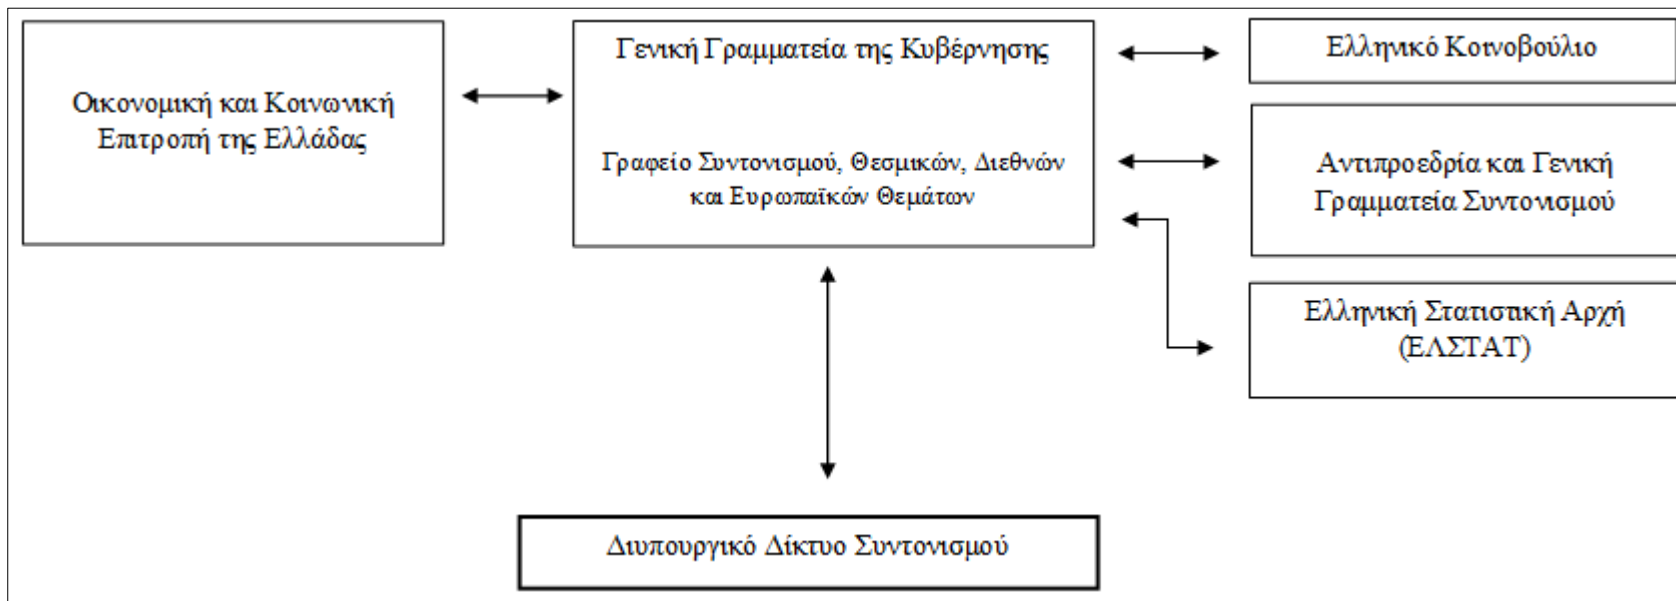 Οικονομική και Κοινωνική
Επιτροπή της Ελλάδας
Γενική Γραμματεία της Κυβέρνησης
Γραφείο Συντονισμού, Θεσμικών, Διεθνών
και Ευρωπαϊκών Θεμάτων
Ελληνικό Κοινοβούλιο
Αντιπροεδρία και Γενική
Γραμματεία Συντονισμού
Ελληνική Στατιστική Αρχή
(ΕΛΣΤΑΤ)
Διυπουργικό Δίκτυο Συντονισμού